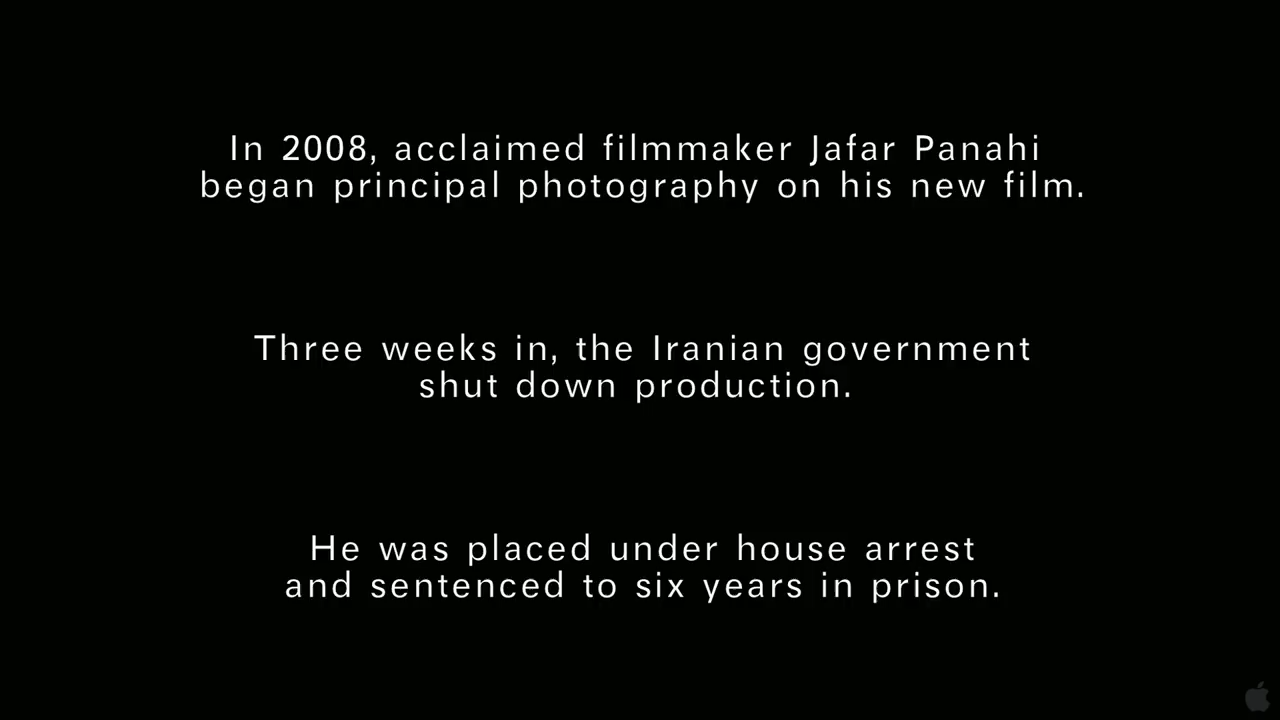 In 2008, acclaimed filmmaker Jafar Panahi
began principal photography on his new film.
Three weeks in, the Iranian government
shut down production.
He was placed under house arrest
and sentenced to six years in prison.